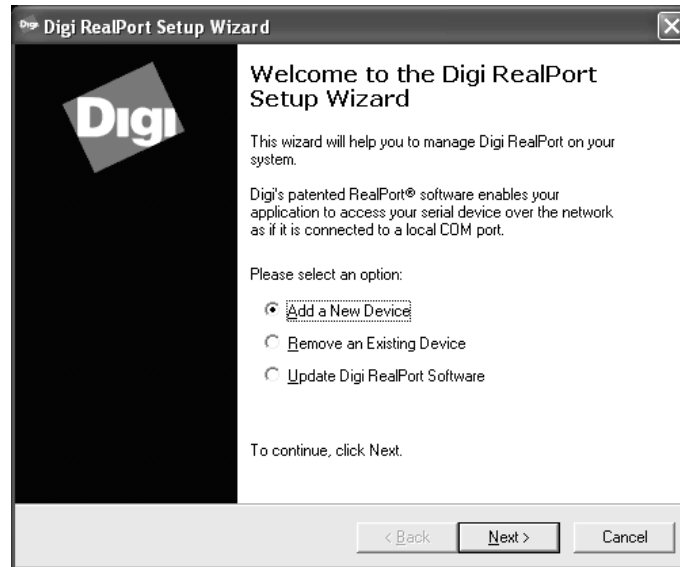 Digi Digi RealPort Setup Wizard
Digi
Welcome to the Digi RealPort
Setup Wizard
This wizard will help you to manage Digi RealPort on your
system.
Digi's patented RealPort® software enables your
application to access your serial device over the network
as if it is connected to a local COM port.
Please select an option:
Add a New Device
Remove an Existing Device
Update Digi RealPort Software
To continue, click Next.
< Back
Next >
Cancel